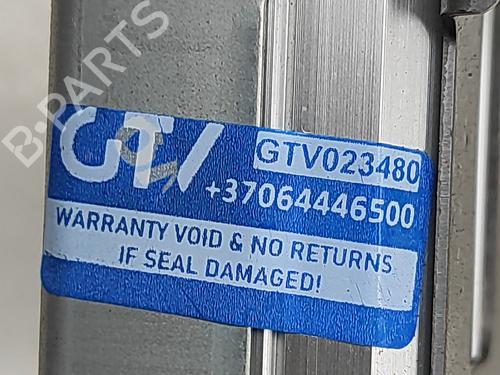 B-PARTS
GTV
GTV023480
+37064446500
WARRANTY VOID & NO RETURNS
IF SEAL DAMAGED!